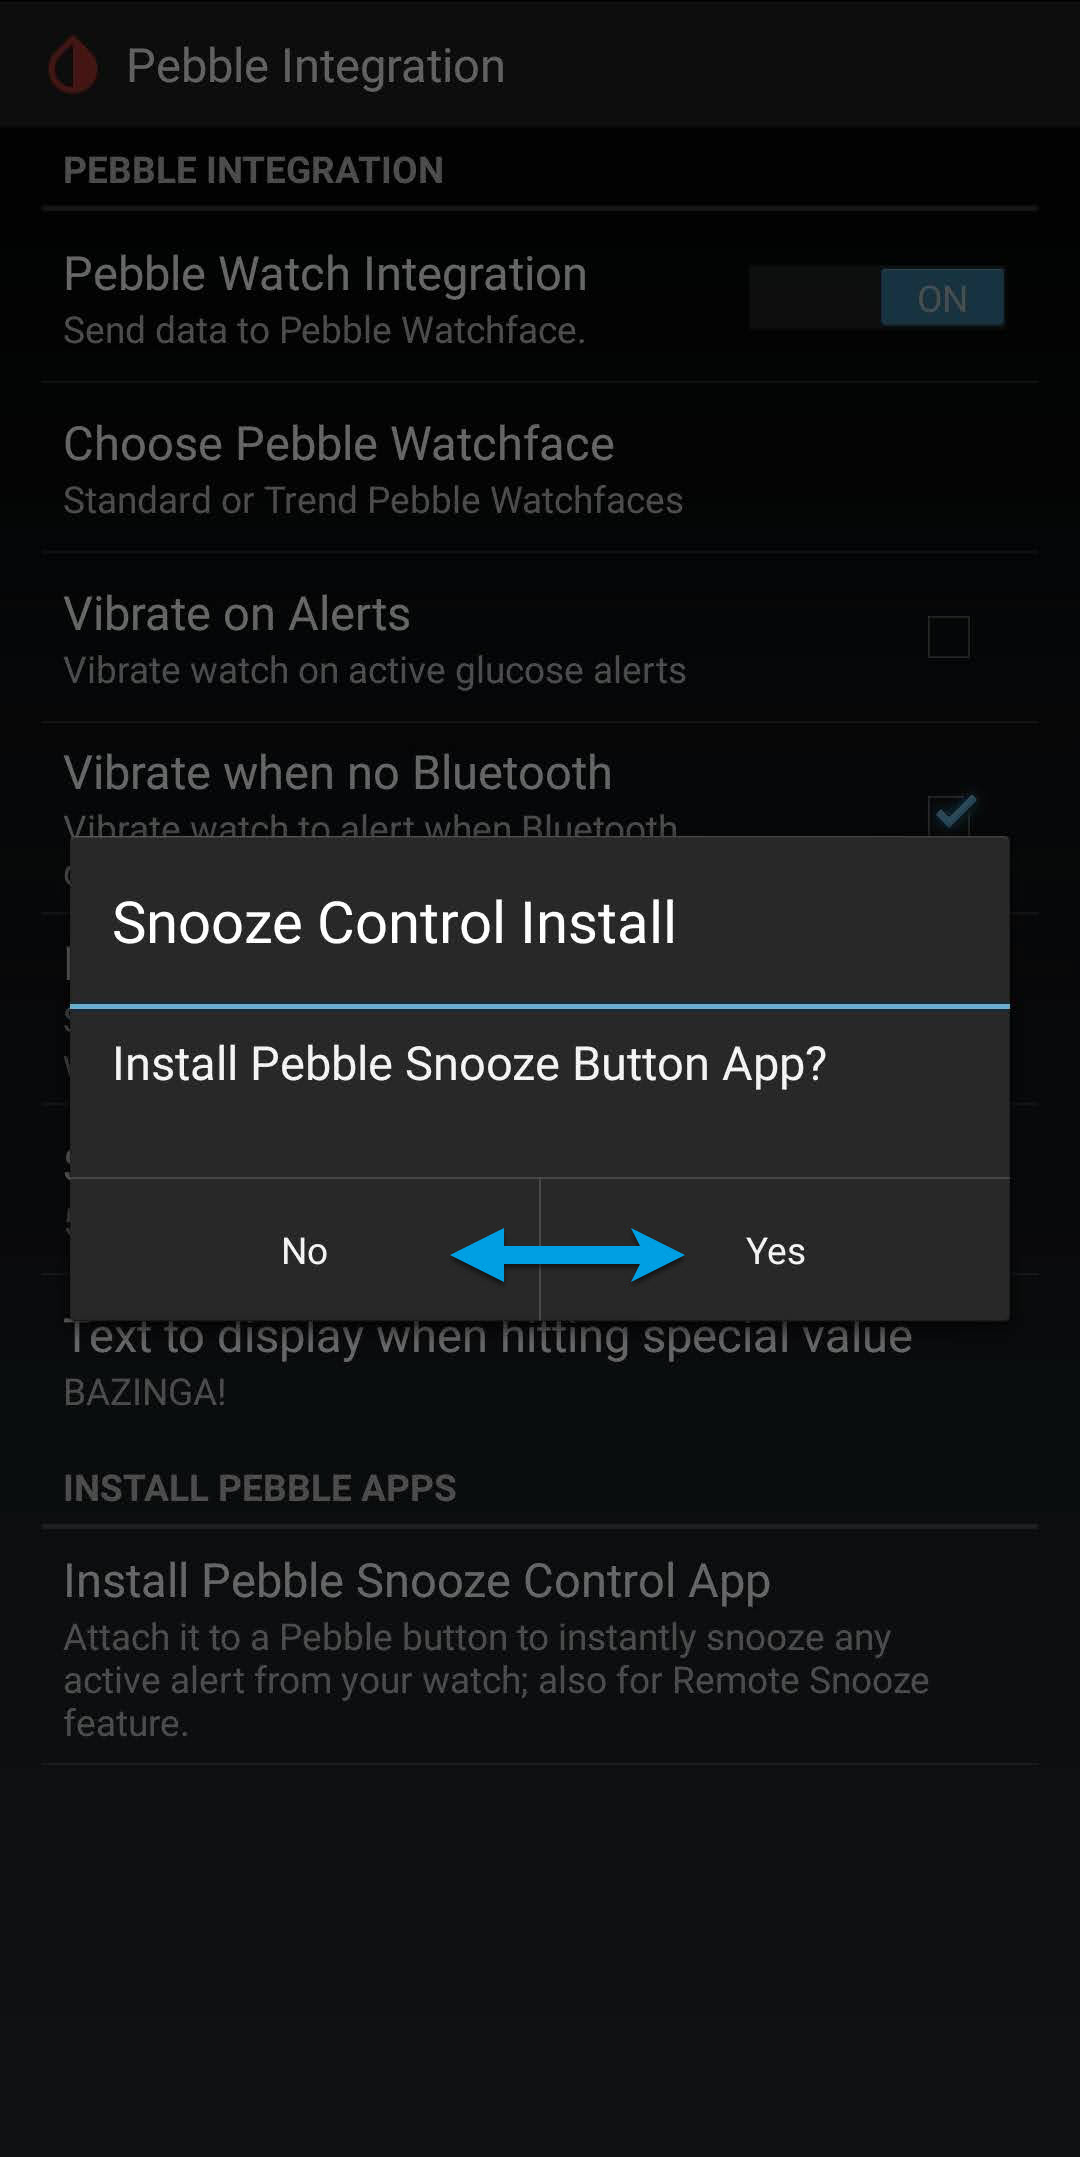 Pebble Integration
PEBBLE INTEGRATION
Pebble Watch Integration
ON
Send data to Pebble Watchface.
Choose Pebble Watchface
Standard or Trend Pebble Watchfaces
Vibrate on Alerts
Vibrate watch on active glucose alerts
Vibrate when no Bluetooth
Vibrate watch to alert when Bluetooth
Snooze Control Install
Install Pebble Snooze Button App?
No
Yes
Text to display when hitting special value
BAZINGA!
INSTALL PEBBLE APPS
Install Pebble Snooze Control App
Attach it to a Pebble button to instantly snooze any
active alert from your watch; also for Remote Snooze
feature.